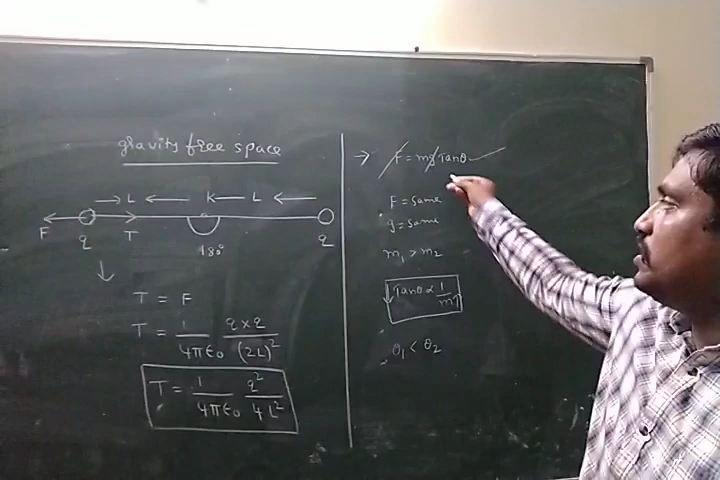 gravity free space
L K L
F q T 180° q
T = F
T = 1/4πϵ₀ q×q/(2L)²
T = 1/4πϵ₀ q²/4L²
→ F = mg Tanθ
F = same
g = same
m₁ > m₂
↓Tanθ ∝ 1/m↑
θ₁ < θ₂